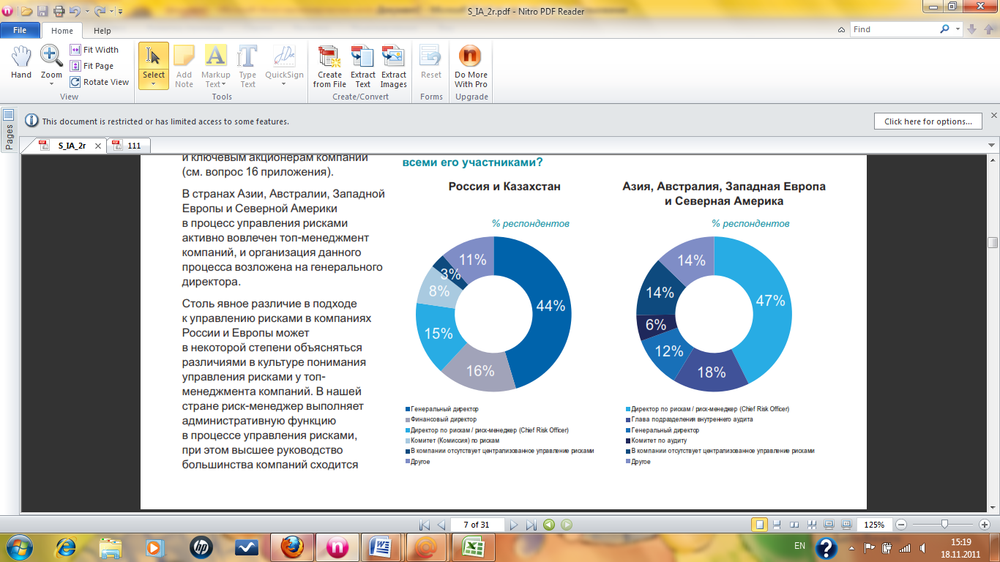 S_IA_2r.pdf - Nitro PDF Reader
File
Home
Help
Find
Hand
Zoom
Fit Width
Fit Page
Rotate View
View
Select
Add
Note
Markup
Text
Type
Text
QuickSign
Tools
Create
from File
Extract
Text
Extract
Images
Create/Convert
Reset
Forms
Do More
With Pro
Upgrade
This document is restricted or has limited access to some features.
Click here for options...
Pages
S_IA_2r
111
и ключевым акционерам компании
(см. вопрос 16 приложения).
В странах Азии, Австралии, Западной
Европы и Северной Америки
в процесс управления рисками
активно вовлечен топ-менеджмент
компаний, и организация данного
процесса возложена на генерального
директора.
Столь явное различие в подходе
к управлению рисками в компаниях
России и Европы может
в некоторой степени объясняться
различиями в культуре понимания
управления рисками у топ-
менеджмента компаний. В нашей
стране риск-менеджер выполняет
административную функцию
в процессе управления рисками,
при этом высшее руководство
большинства компаний сходится
всеми его участниками?
Россия и Казахстан
% респондентов
11%
3%
8%
44%
15%
16%
Генеральный директор
Финансовый директор
Директор по рискам / риск-менеджер (Chief Risk Officer)
Комитет (Комиссия) по рискам
В компании отсутствует централизованное управление рисками
Другое
Азия, Австралия, Западная Европа
и Северная Америка
% респондентов
14%
14%
47%
6%
12%
18%
Директор по рискам / риск-менеджер (Chief Risk Officer)
Глава подразделения внутреннего аудита
Генеральный директор
Комитет по аудиту
В компании отсутствует централизованное управление рисками
Другое
7 of 31
125%
EN
15:19
18.11.2011